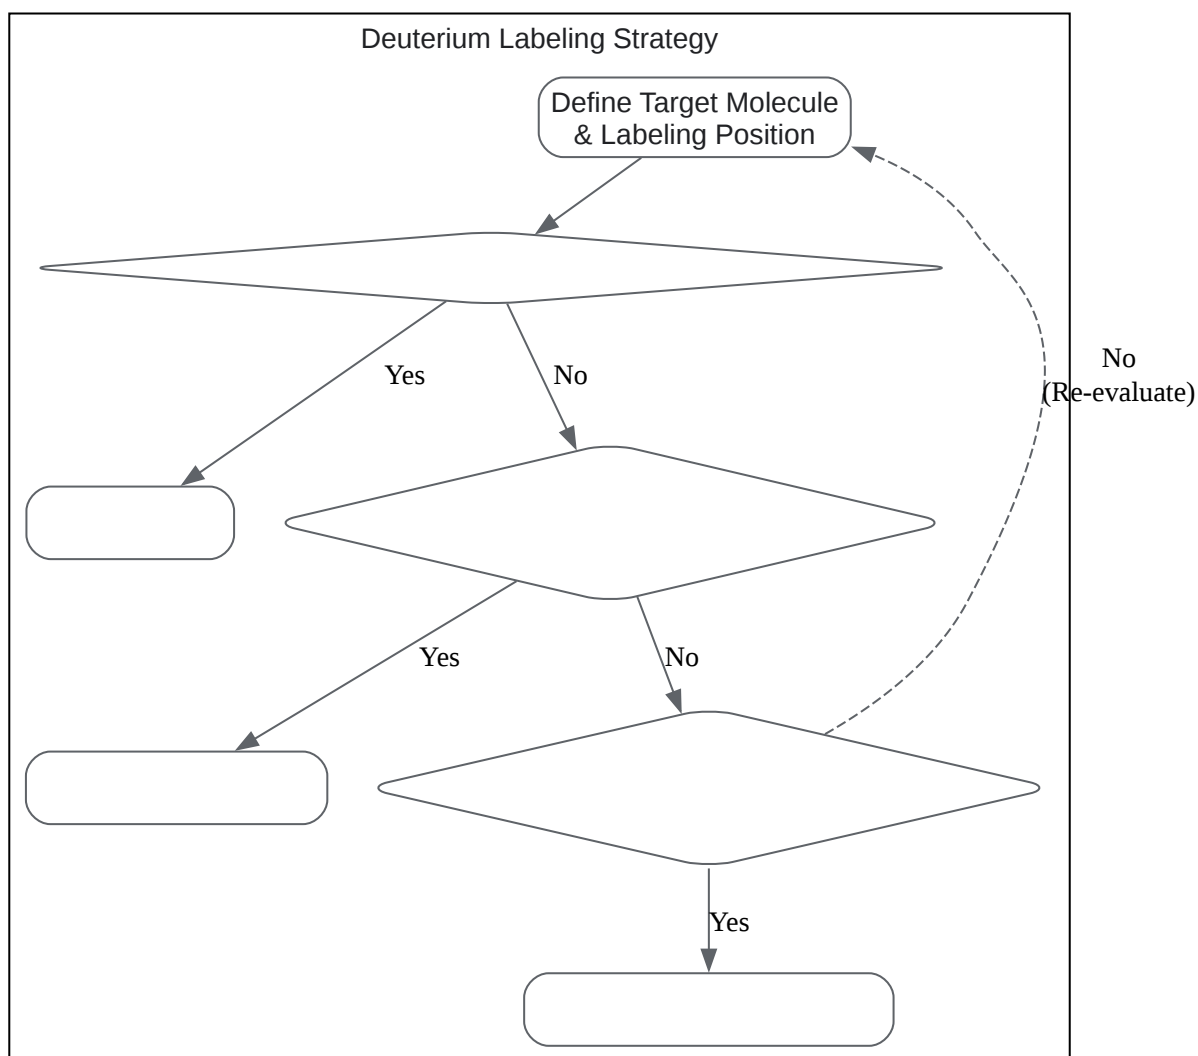 Deuterium Labeling Strategy
Define Target Molecule
& Labeling Position
Yes
No
No
(Re-evaluate)
Yes
No
Yes